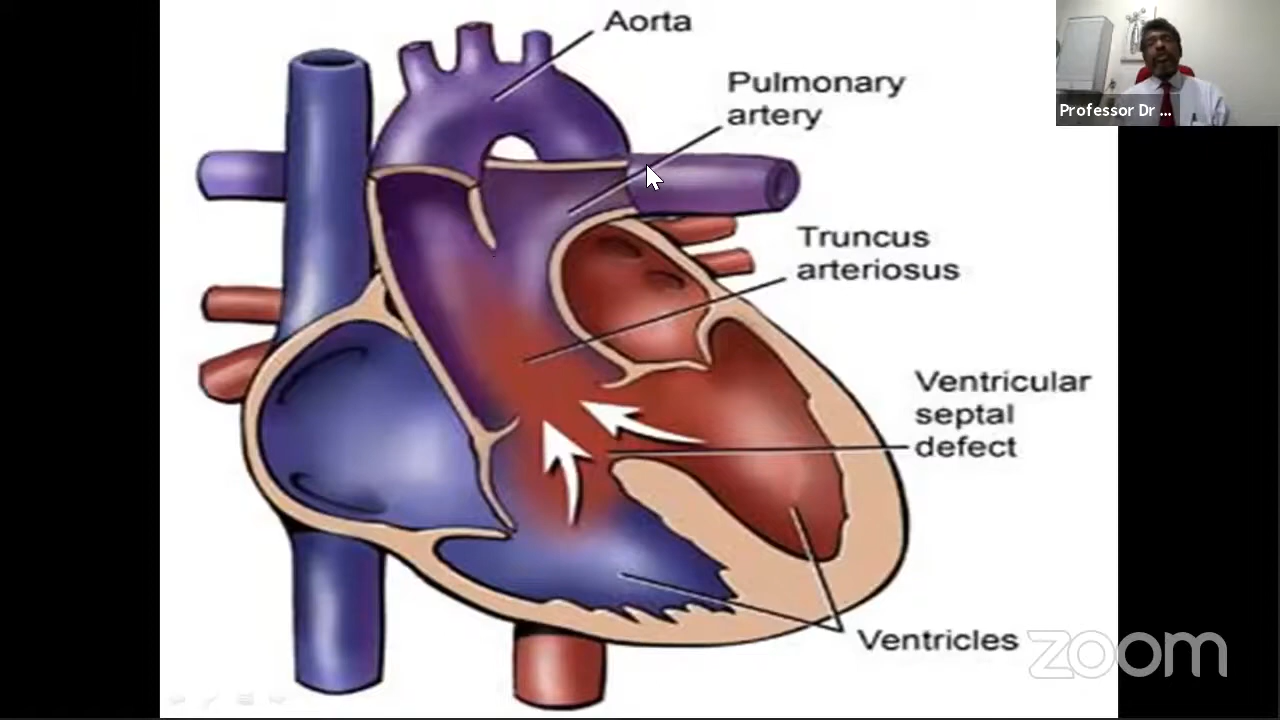 Aorta
Pulmonary
artery
Professor Dr ...
Truncus
arteriosus
Ventricular
septal
defect
Ventricles
zoom